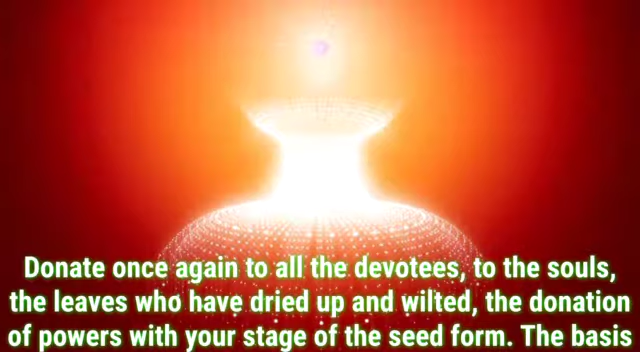 Donate once again to all the devotees, to the souls,
the leaves who have dried up and wilted, the donation
of powers with your stage of the seed form. The basis